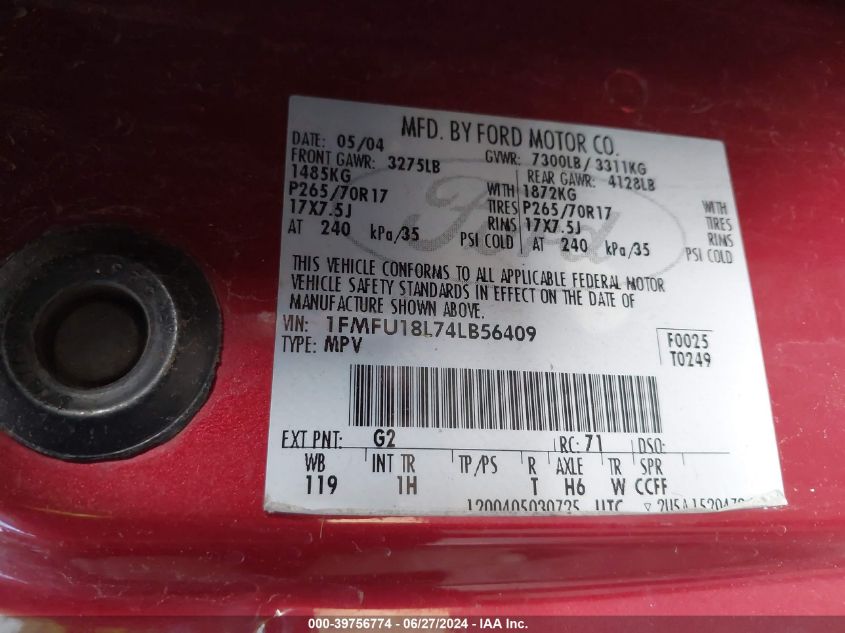 MFD. BY FORD MOTOR CO.
DATE: 05/04 GVWR: 7300LB / 3311KG
FRONT GAWR: 3275LB REAR GAWR: 4128LB
1485KG WITH 1872KG WITH
P265/70R17 TIRES P265/70R17 TIRES
17X7.5J RIMS 17X7.5J RIMS
AT 240 kPa/35 PSI COLD AT 240 kPa/35 PSI COLD
Ford
THIS VEHICLE CONFORMS TO ALL APPLICABLE FEDERAL MOTOR
VEHICLE SAFETY STANDARDS IN EFFECT ON THE DATE OF
MANUFACTURE SHOWN ABOVE.
VIN: 1FMFU18L74LB56409
TYPE: MPV
F0025
T0249
EXT PNT: G2 RC: 71 DSO:
WB INT TR TP/PS R AXLE TR SPR
119 1H T H6 W CCFF
1200405030725 UTC
000-39756774 / 06/27/2024 - IAA Inc.